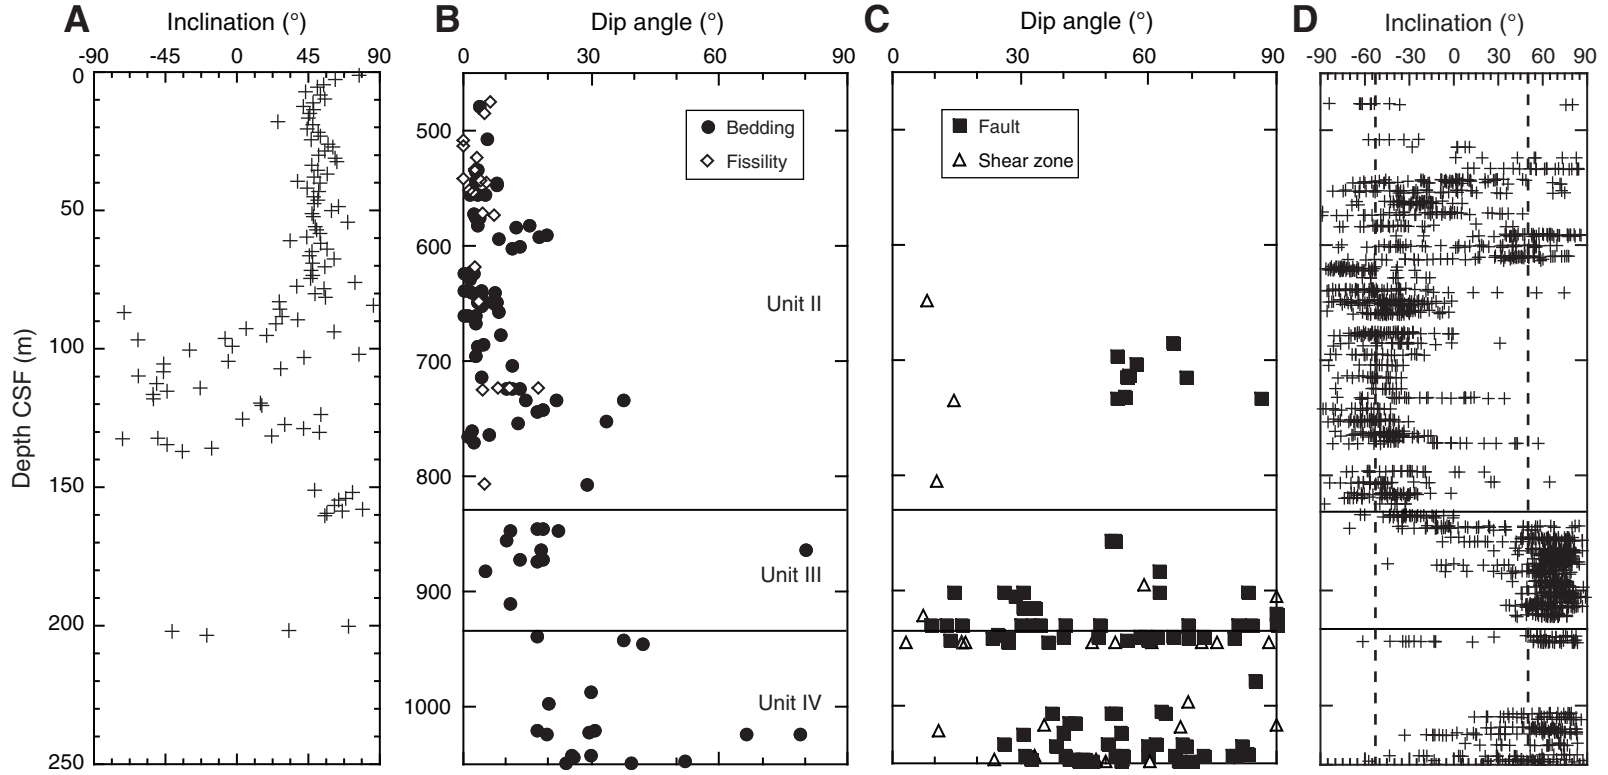 A Inclination (°) B Dip angle (°) C Dip angle (°) D Inclination (°)
-90 -45 0 45 90 0 30 60 90 0 30 60 90 -90 -60 -30 0 30 60 90
0
50
100
150
200
250
Depth CSF (m)
500
600
700
800
900
1000
Bedding
Fissility
Unit II
Unit III
Unit IV
Fault
Shear zone